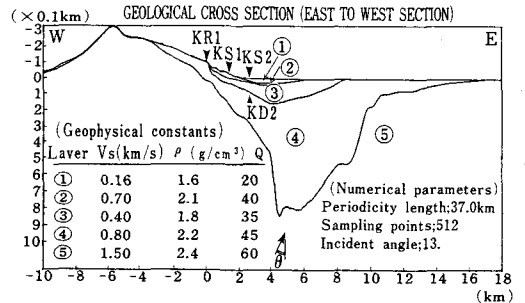 GEOLOGICAL CROSS SECTION (EAST TO WEST SECTION)
(×0.1km)
-3
-2
-1
0
1
2
3
4
5
6
7
8
9
10
W
E
KR1
KS1
KS2
KD2
①
②
③
④
⑤
(Geophysical constants)
Layer Vs(km/s) ρ (g/cm³) Q
① 0.16 1.6 20
② 0.70 2.1 40
③ 0.40 1.8 35
④ 0.80 2.2 45
⑤ 1.50 2.4 60
(Numerical parameters)
Periodicity length;37.0km
Sampling points;512
Incident angle;13.
θ
-10 -8 -6 -4 -2 0 2 4 6 8 10 12 14 16 18
(km)